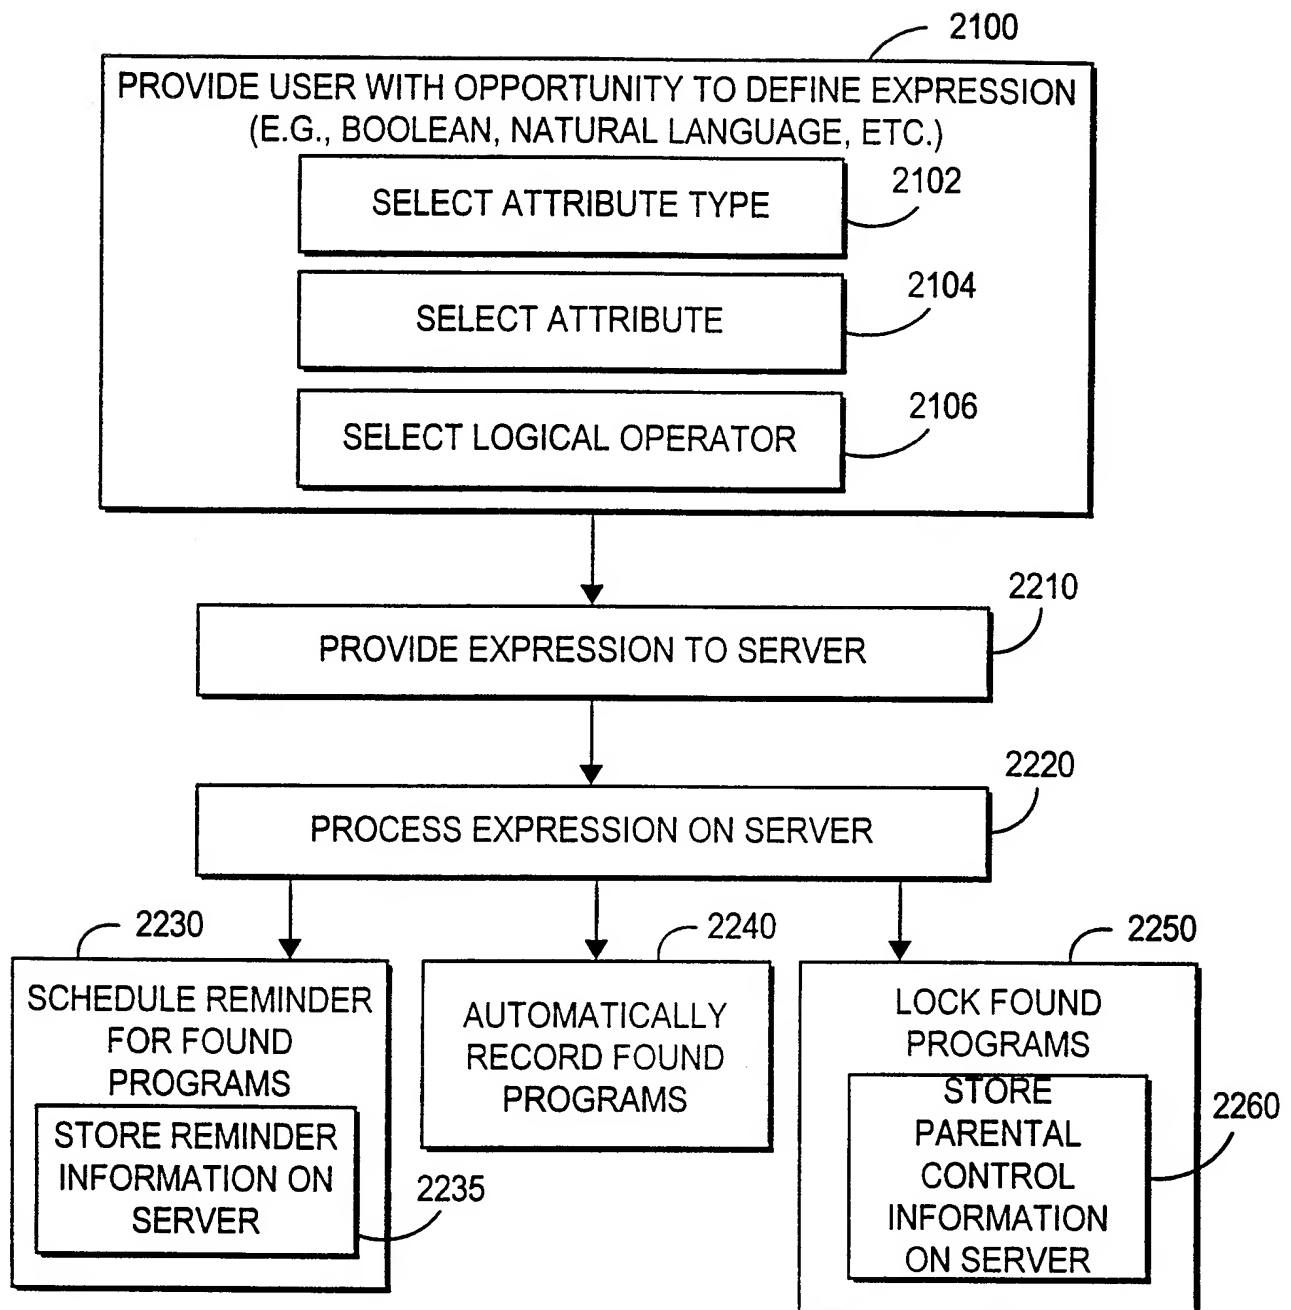 2100
PROVIDE USER WITH OPPORTUNITY TO DEFINE EXPRESSION
(E.G., BOOLEAN, NATURAL LANGUAGE, ETC.)
SELECT ATTRIBUTE TYPE
2102
SELECT ATTRIBUTE
2104
SELECT LOGICAL OPERATOR
2106
2210
PROVIDE EXPRESSION TO SERVER
2220
PROCESS EXPRESSION ON SERVER
2230
SCHEDULE REMINDER
FOR FOUND
PROGRAMS
STORE REMINDER
INFORMATION ON
SERVER
2235
2240
AUTOMATICALLY
RECORD FOUND
PROGRAMS
2250
LOCK FOUND
PROGRAMS
STORE
PARENTAL
CONTROL
INFORMATION
ON SERVER
2260